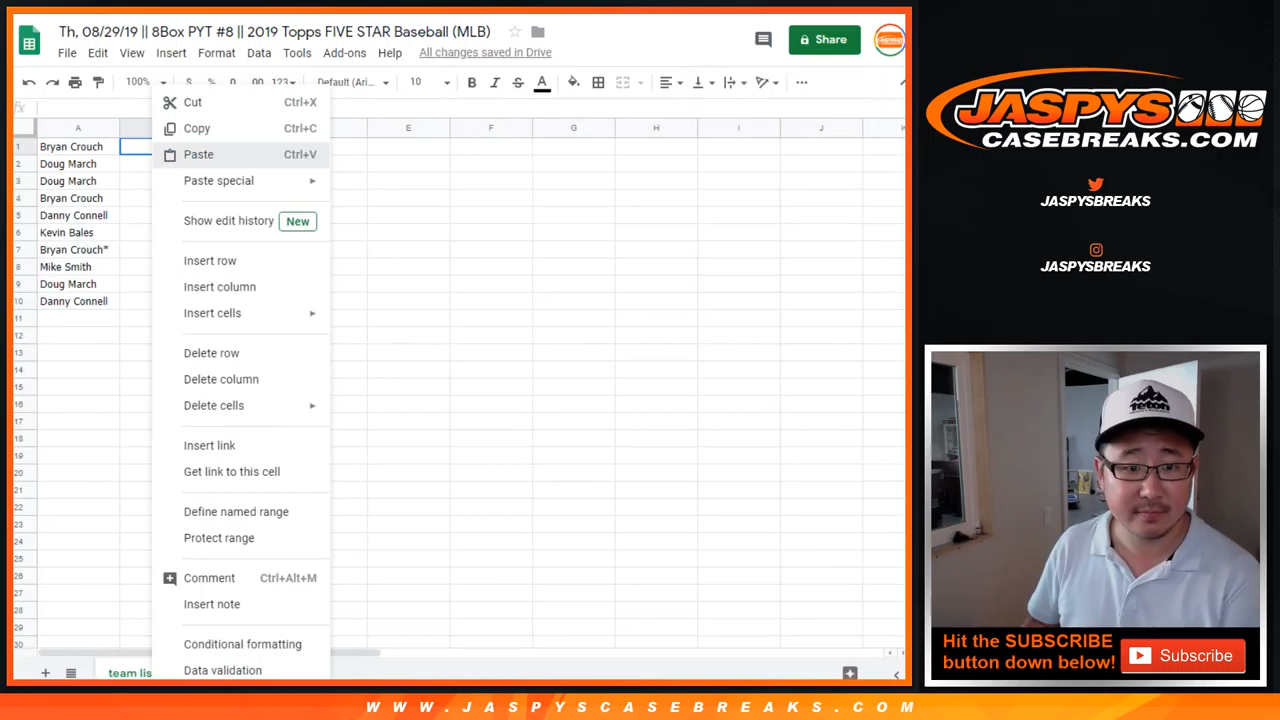 Th, 08/29/19 || 8Box PYT #8 || 2019 Topps FIVE STAR Baseball (MLB)
File Edit View Insert Format Data Tools Add-ons Help All changes saved in Drive
Share
100% $ % .0 .00 123 Default (Ari... 10 B I S A
fx
A E F G H I J
1 Bryan Crouch
2 Doug March
3 Doug March
4 Bryan Crouch
5 Danny Connell
6 Kevin Bales
7 Bryan Crouch*
8 Mike Smith
9 Doug March
10 Danny Connell
11
12
13
14
15
16
17
18
19
20
21
22
23
24
25
26
27
28
29
30
Cut Ctrl+X
Copy Ctrl+C
Paste Ctrl+V
Paste special
Show edit history New
Insert row
Insert column
Insert cells
Delete row
Delete column
Delete cells
Insert link
Get link to this cell
Define named range
Protect range
Comment Ctrl+Alt+M
Insert note
Conditional formatting
Data validation
team lis
JASPYS
CASEBREAKS.COM
JASPYSBREAKS
JASPYSBREAKS
Teton
Hit the SUBSCRIBE
button down below!
Subscribe
WWW.JASPYSCASEBREAKS.COM